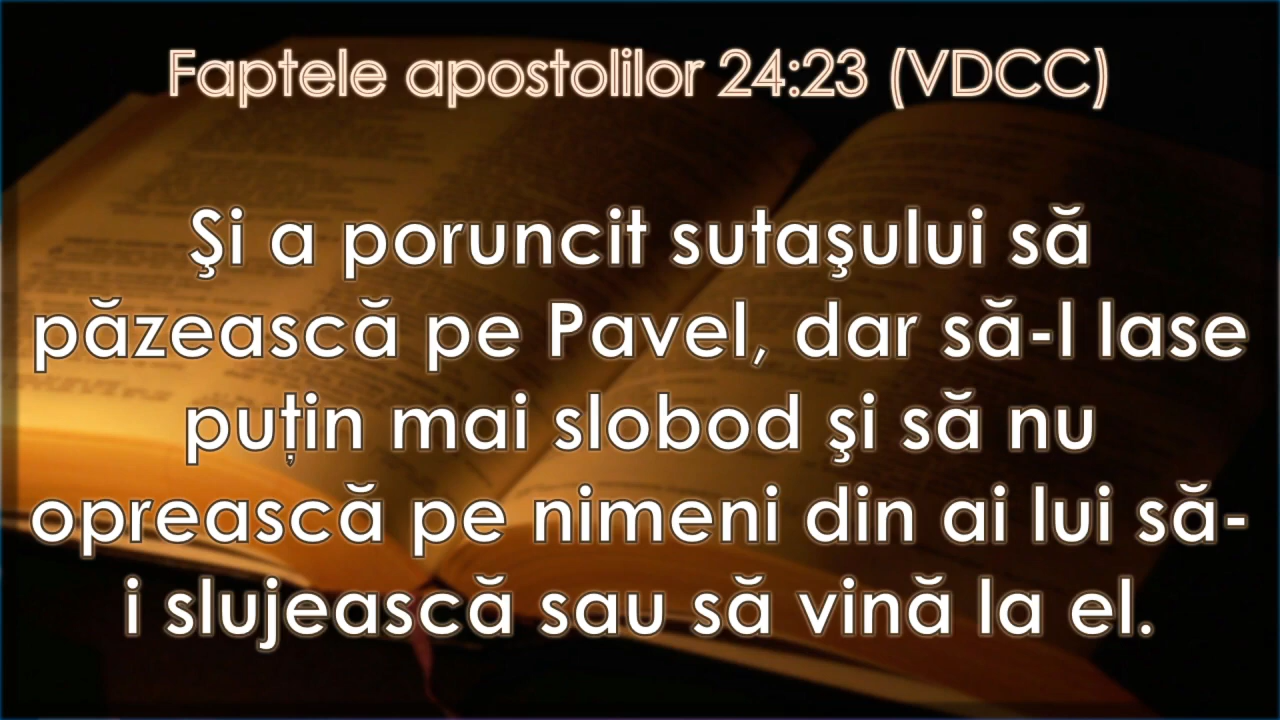 Faptele apostolilor 24:23 (VDCC)
Şi a poruncit sutaşului să
păzească pe Pavel, dar să-l lase
puțin mai slobod şi să nu
oprească pe nimeni din ai lui să-
i slujească sau să vină la el.